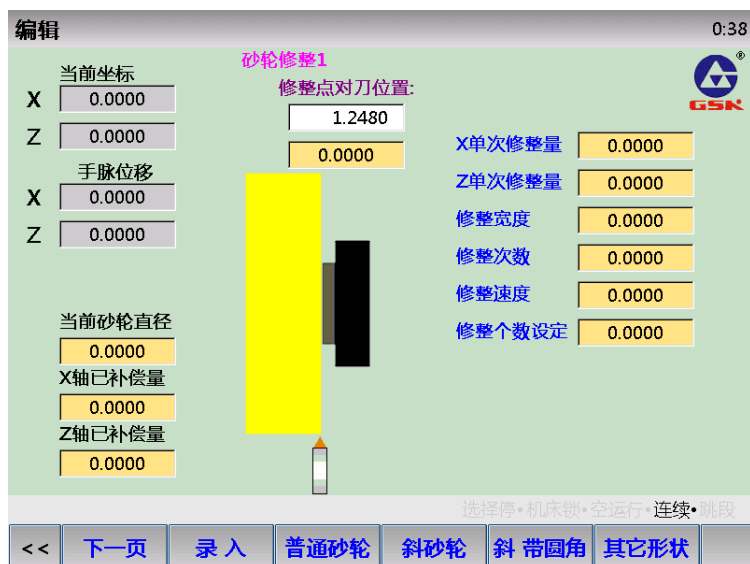 编辑 0:38
砂轮修整1
当前坐标
X 0.0000
Z 0.0000
手脉位移
X 0.0000
Z 0.0000
当前砂轮直径
0.0000
X轴已补偿量
0.0000
Z轴已补偿量
0.0000
修整点对刀位置:
1.2480
0.0000
GSK ®
X单次修整量 0.0000
Z单次修整量 0.0000
修整宽度 0.0000
修整次数 0.0000
修整速度 0.0000
修整个数设定 0.0000
选择停•机床锁•空运行•连续•跳段
<< 下一页 录入 普通砂轮 斜砂轮 斜 带圆角 其它形状